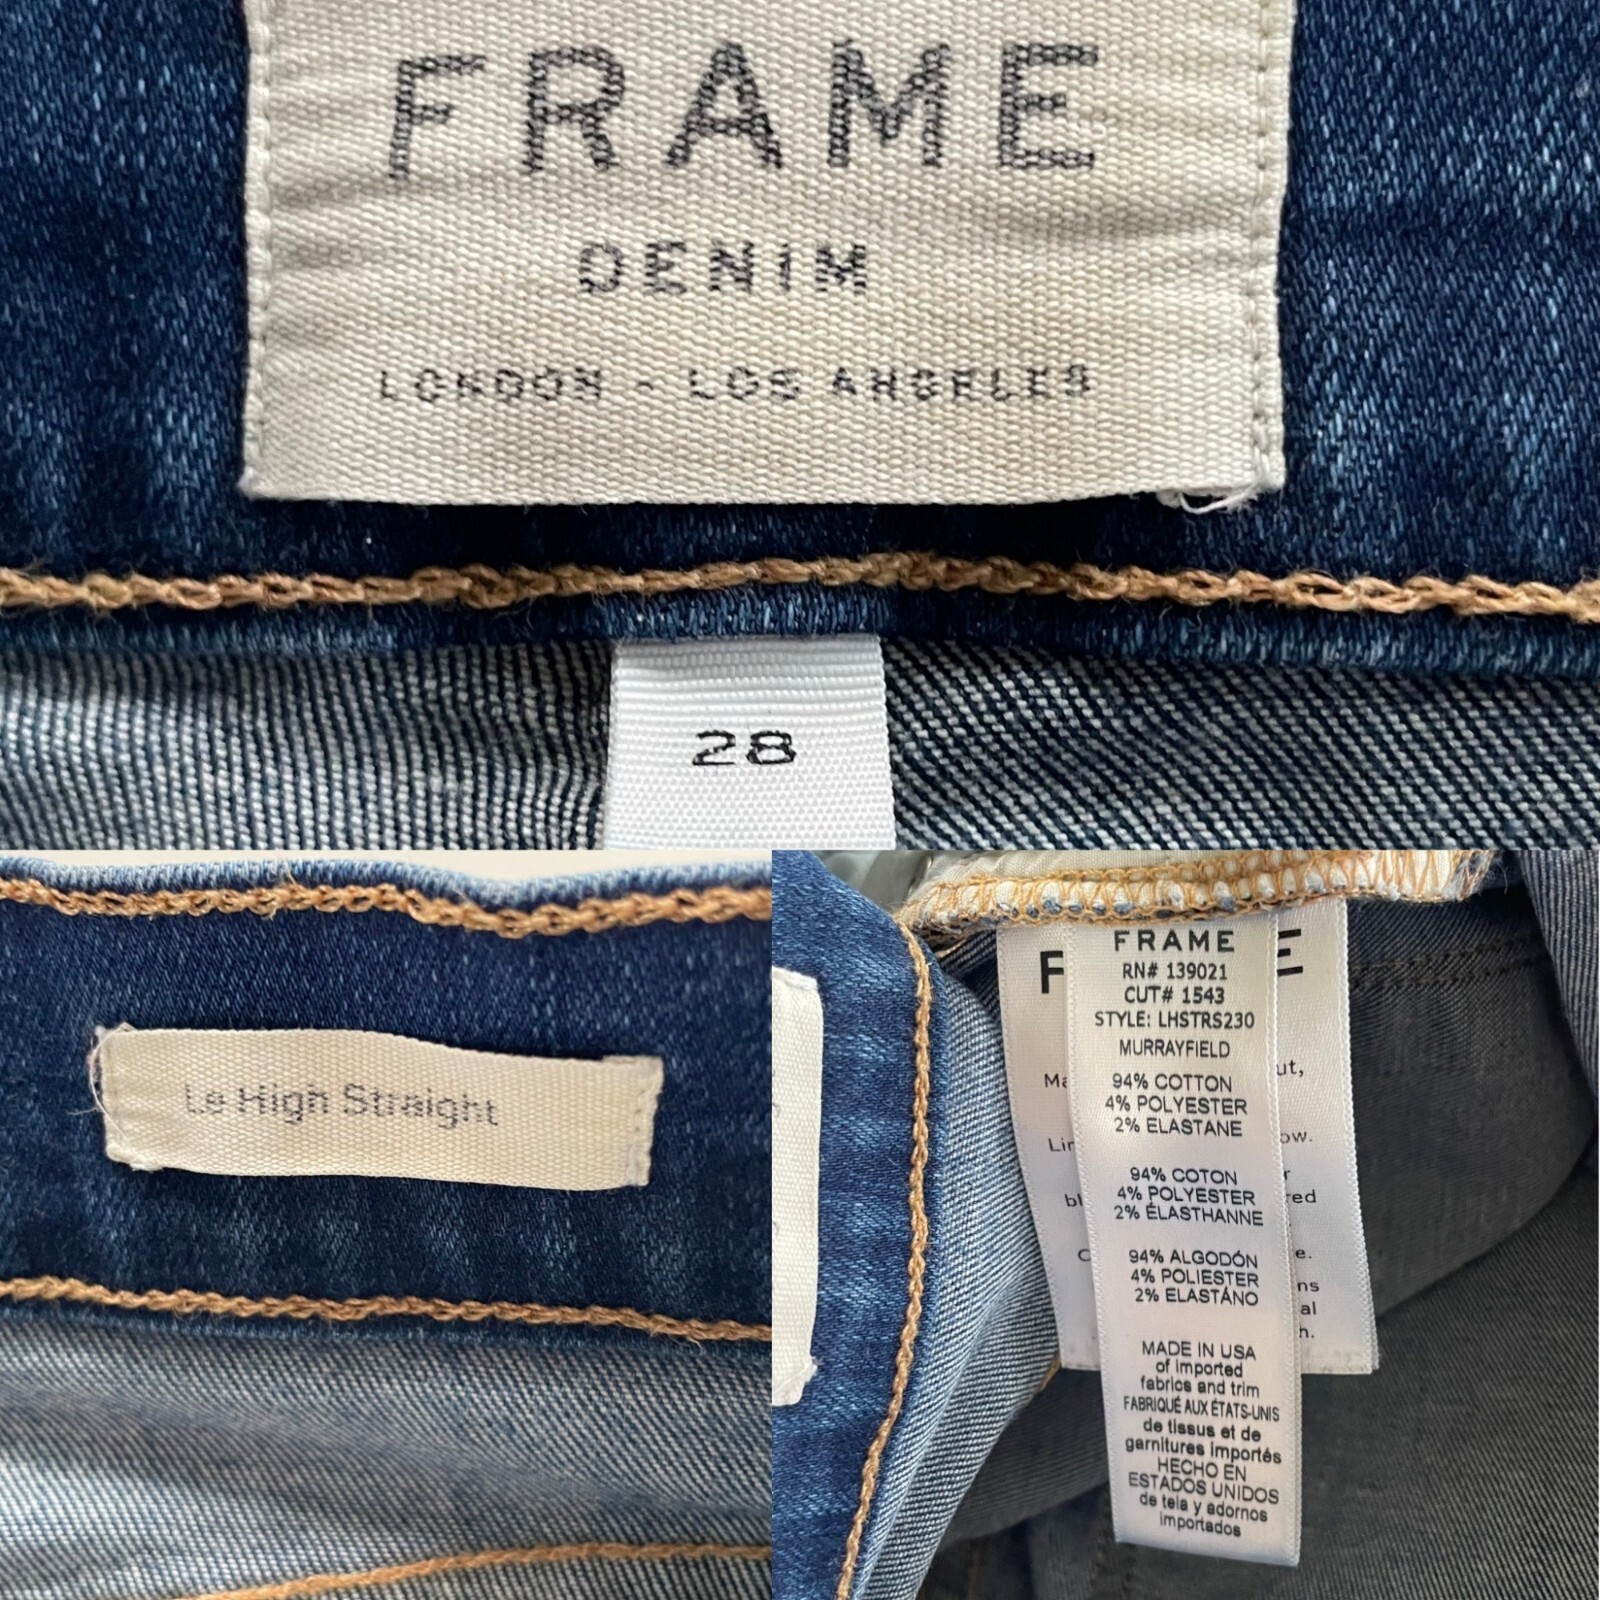 FRAME
DENIM
LONDON - LOS ANGELES
28
Le High Straight
FRAME
RN# 139021
CUT# 1543
STYLE: LHSTRS230
MURRAYFIELD
94% COTTON
4% POLYESTER
2% ELASTANE
94% COTON
4% POLYESTER
2% ÉLASTHANNE
94% ALGODÓN
4% POLIESTER
2% ELASTÁNO
MADE IN USA
of imported
fabrics and trim
FABRIQUÉ AUX ÉTATS-UNIS
de tissus et de
garnitures importés
HECHO EN
ESTADOS UNIDOS
de tela y adornos
importados